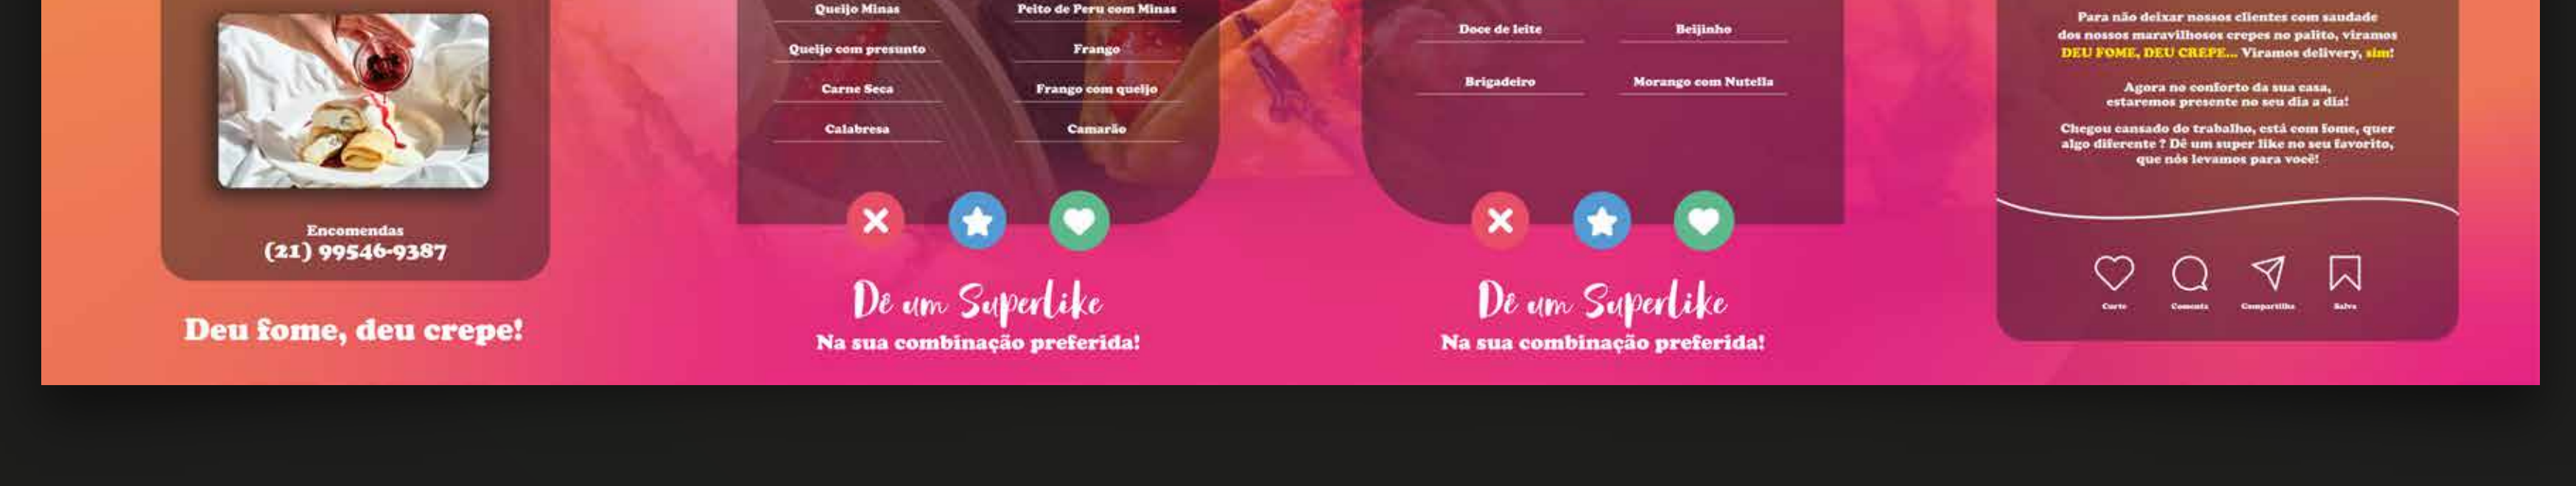 Encomendas
(21) 99546-9387
Deu fome, deu crepe!
Queijo Minas
Peito de Peru com Minas
Queijo com presunto
Frango
Carne Seca
Frango com queijo
Calabresa
Camarão
Dê um Superlike
Na sua combinação preferida!
Doce de leite
Beijinho
Brigadeiro
Morango com Nutella
Dê um Superlike
Na sua combinação preferida!
Para não deixar nossos clientes com saudade
dos nossos maravilhosos crepes no palito, viramos
DEU FOME, DEU CREPE... Viramos delivery, sim!
Agora no conforto da sua casa,
estaremos presente no seu dia a dia!
Chegou cansado do trabalho, está com fome, quer
algo diferente ? Dê um super like no seu favorito,
que nós levamos para você!
Curte
Comenta
Compartilha
Salva